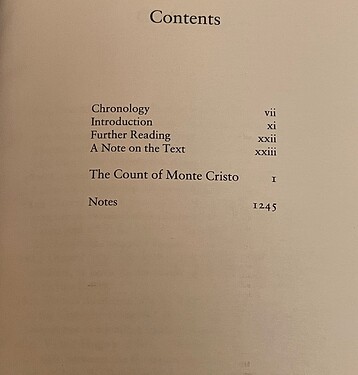 Contents
Chronology vii
Introduction xi
Further Reading xxii
A Note on the Text xxiii
The Count of Monte Cristo 1
Notes 1245